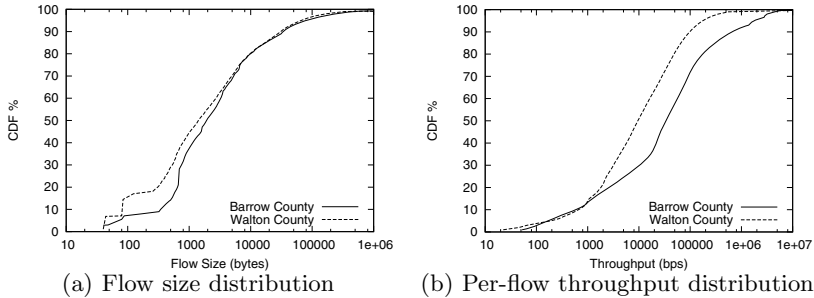 100
90
80
70
60
50
40
30
20
10
0
CDF %
10
100
1000
10000
100000
1e+06
Flow Size (bytes)
Barrow County
Walton County
(a) Flow size distribution
100
90
80
70
60
50
40
30
20
10
0
CDF %
10
100
1000
10000
100000
1e+06
1e+07
Throughput (bps)
Barrow County
Walton County
(b) Per-flow throughput distribution